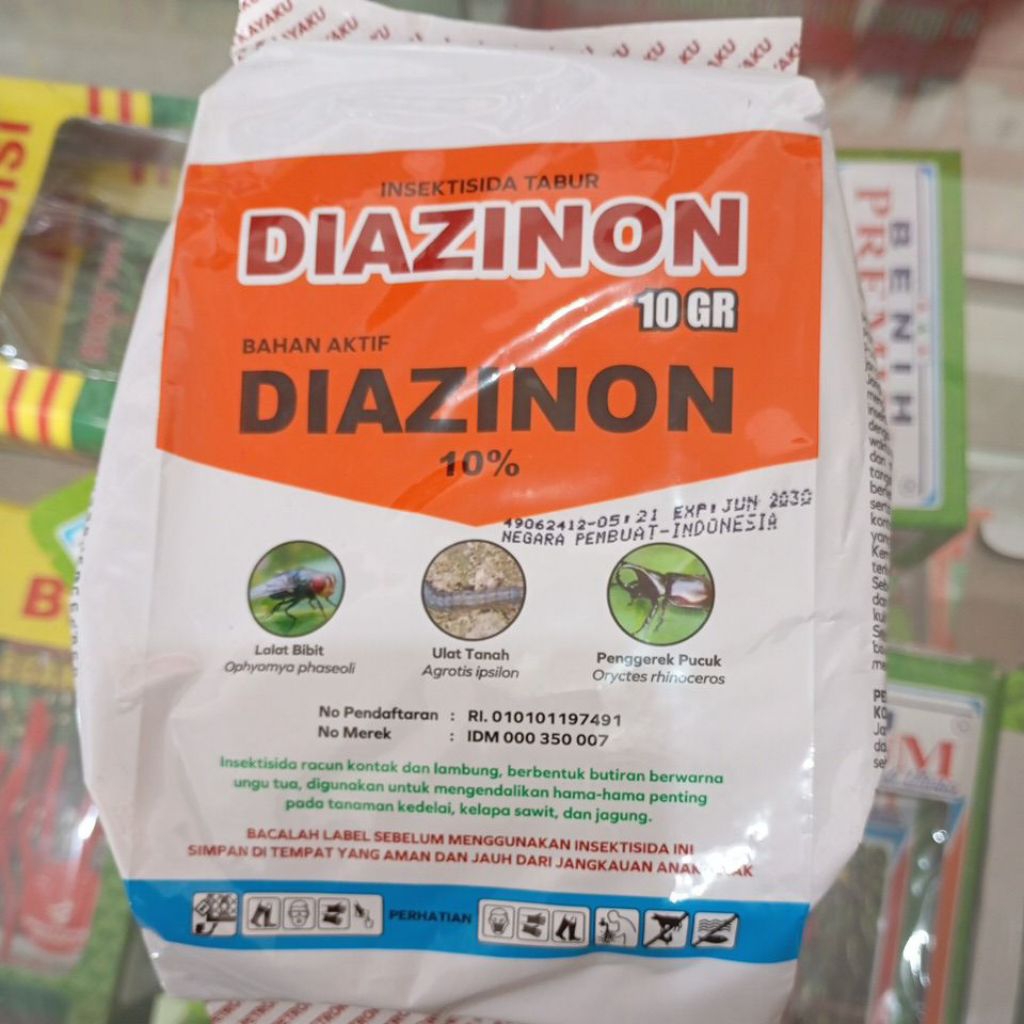 INSEKTISIDA TABUR
DIAZINON
10 GR
BAHAN AKTIF
DIAZINON
10%
49062412-05:21 EXP:JUN 2030
NEGARA PEMBUAT-INDONESIA
Lalat Bibit
Ophyomya phaseoli
Ulat Tanah
Agrotis ipsilon
Penggerek Pucuk
Oryctes rhinoceros
No Pendaftaran : RI. 010101197491
No Merek : IDM 000 350 007
Insektisida racun kontak dan lambung, berbentuk butiran berwarna
ungu tua, digunakan untuk mengendalikan hama-hama penting
pada tanaman kedelai, kelapa sawit, dan jagung.
BACALAH LABEL SEBELUM MENGGUNAKAN INSEKTISIDA INI
SIMPAN DI TEMPAT YANG AMAN DAN JAUH DARI JANGKAUAN
PERHATIAN
BENIH